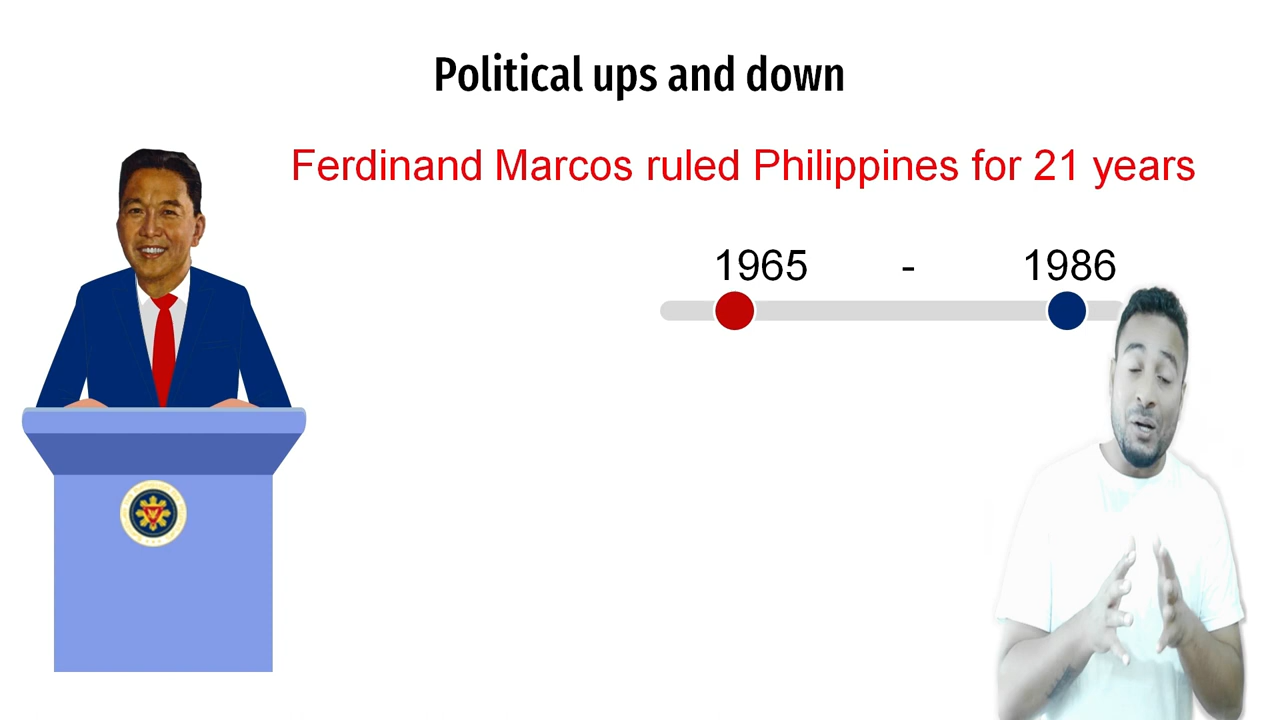 Political ups and down
Ferdinand Marcos ruled Philippines for 21 years
1965 - 1986